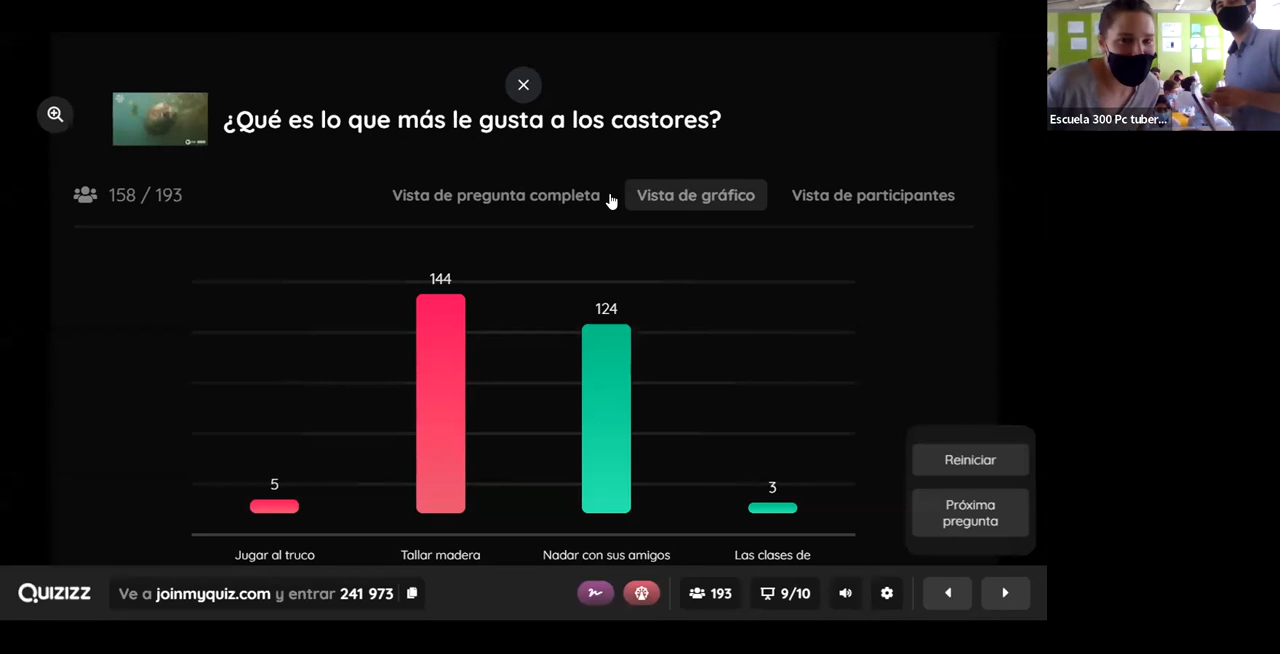 ¿Qué es lo que más le gusta a los castores?
Escuela 300 Pc tuber...
158 / 193
Vista de pregunta completa
Vista de gráfico
Vista de participantes
5
144
124
3
Jugar al truco
Tallar madera
Nadar con sus amigos
Las clases de
Reiniciar
Próxima
pregunta
QUIZIZZ
Ve a joinmyquiz.com y entrar 241 973
193
9/10